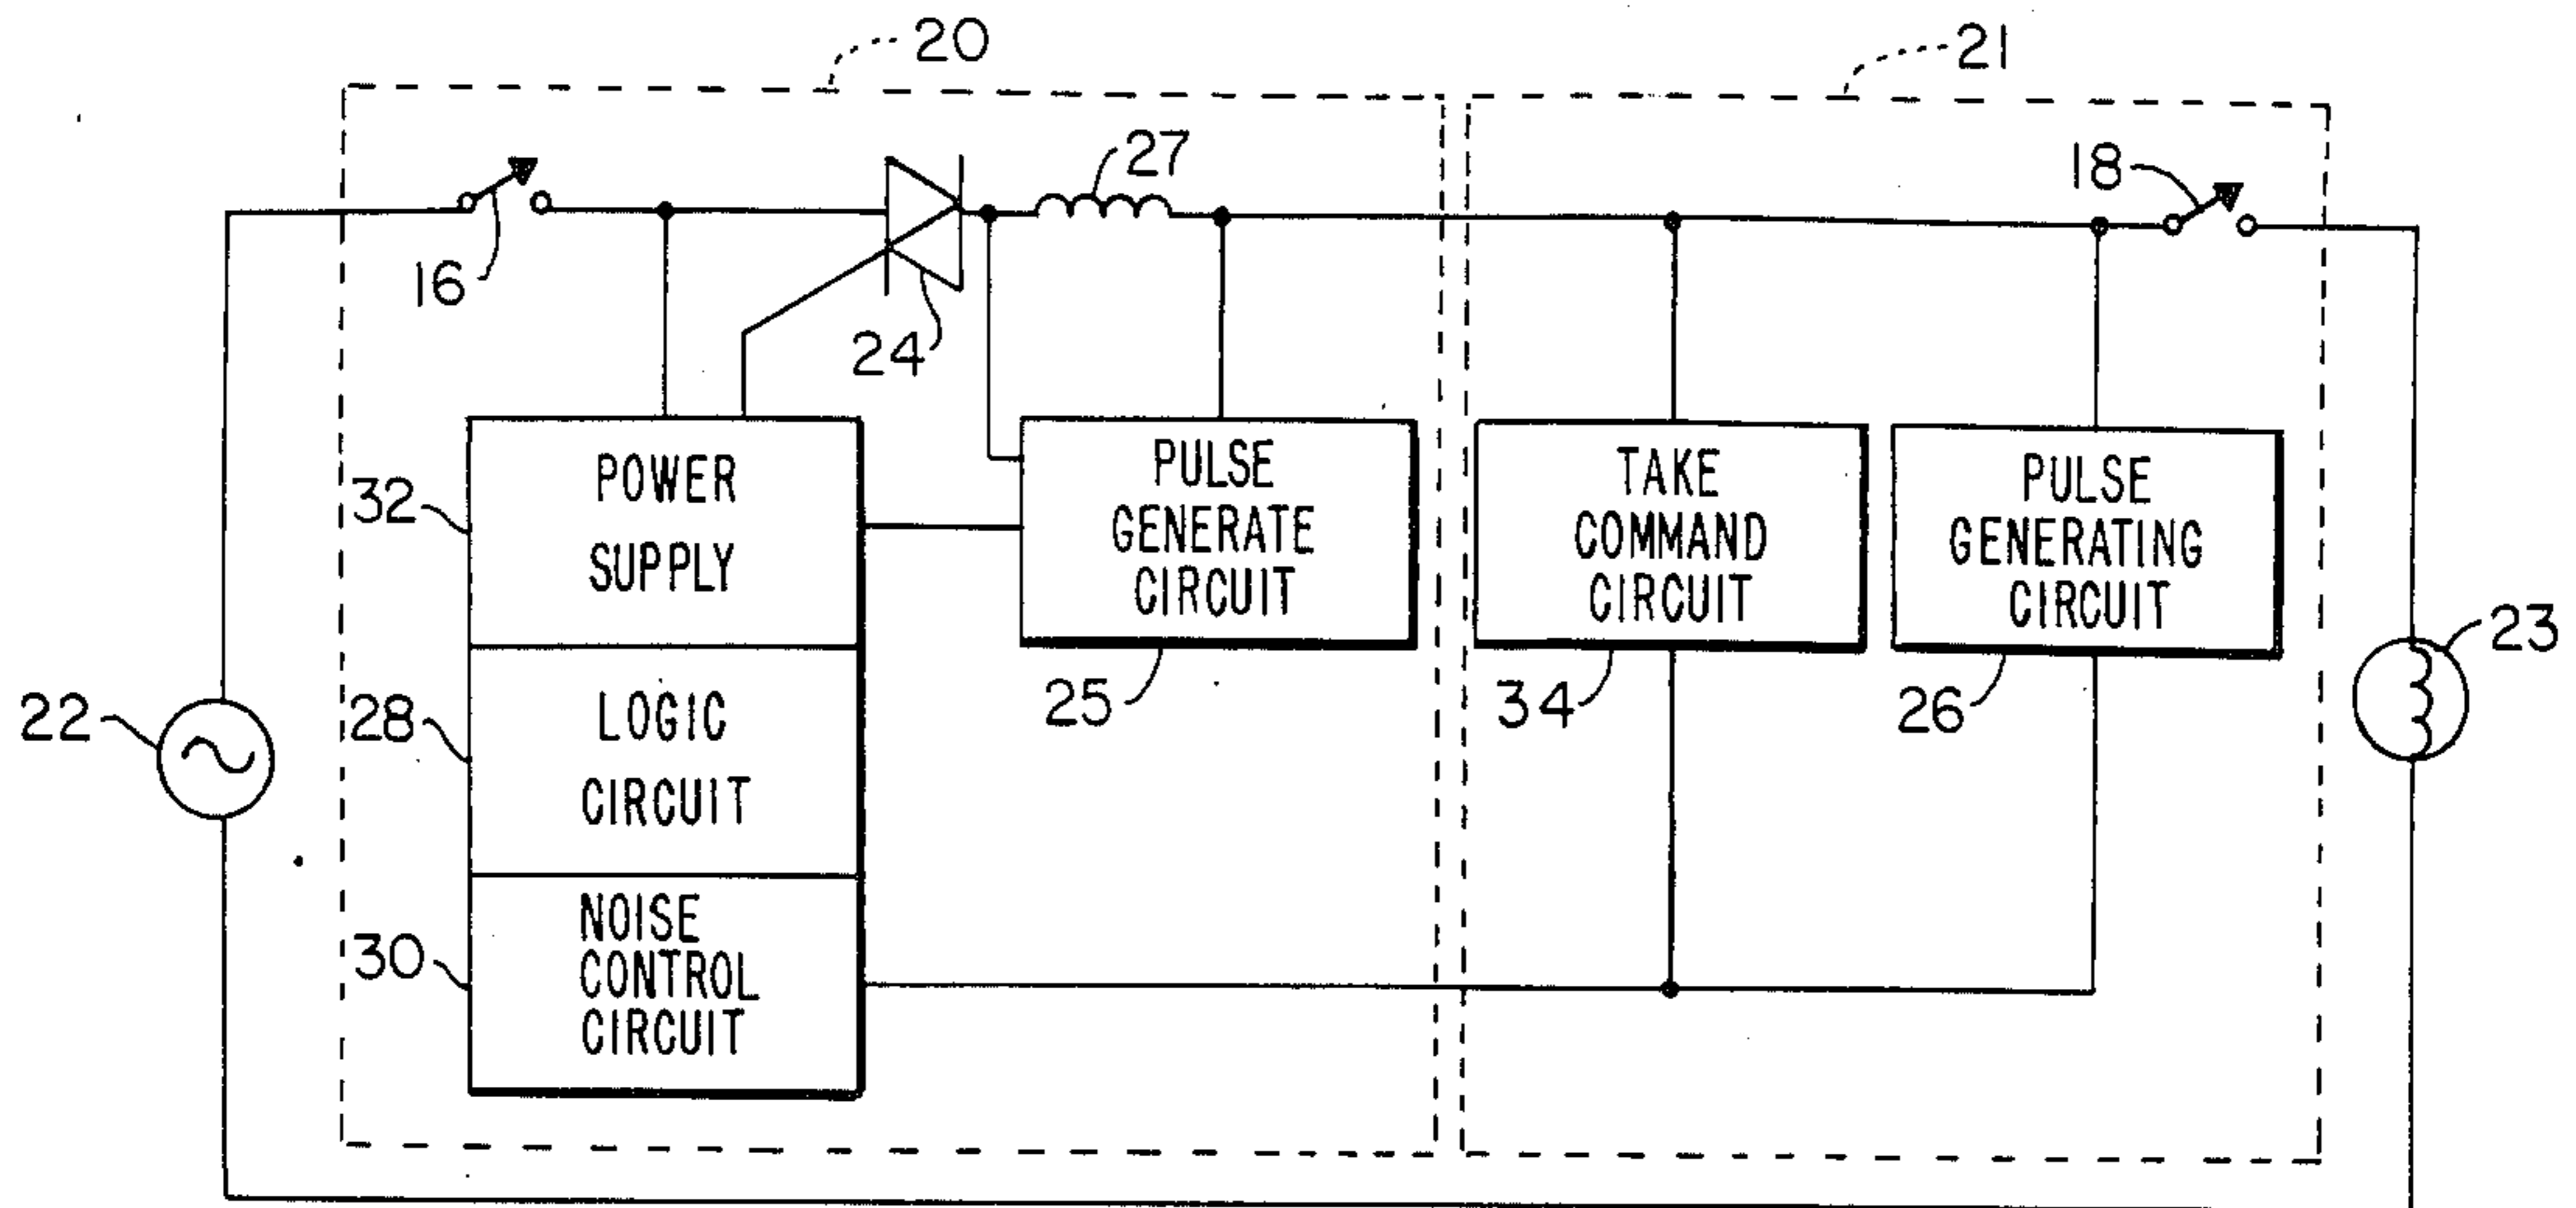 20
21
27
18
16
24
POWER
SUPPLY
32
PULSE
GENERATE
CIRCUIT
25
TAKE
COMMAND
CIRCUIT
34
PULSE
GENERATING
CIRCUIT
26
23
22
28
LOGIC
CIRCUIT
30
NOISE
CONTROL
CIRCUIT